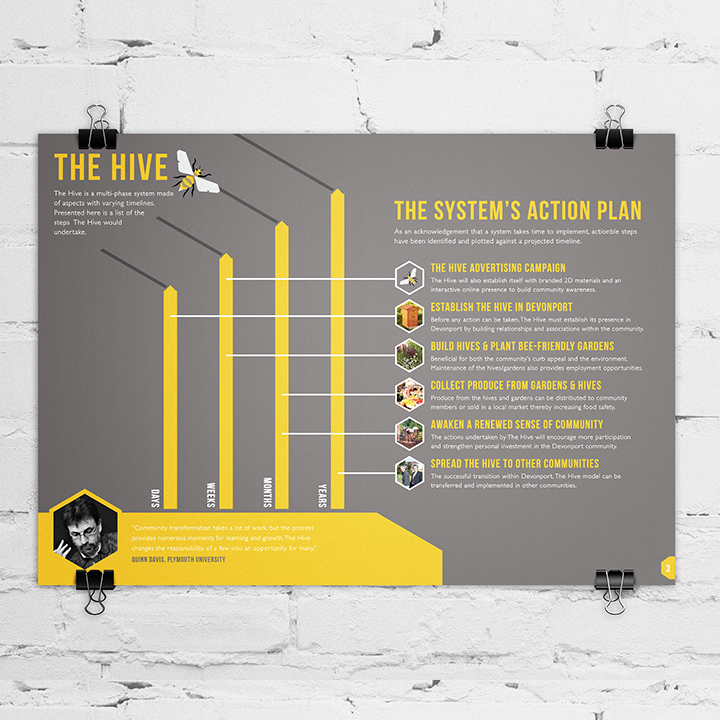 THE HIVE
The Hive is a multi-phase system made
of aspects with varying timelines.
Presented here is a list of the
steps The Hive would
undertake.
THE SYSTEM'S ACTION PLAN
As an acknowledgement that a system takes time to implement, actionble steps
have been identified and plotted against a projected timeline.
THE HIVE ADVERTISING CAMPAIGN
The Hive will also establish itself with branded 2D materials and an
interactive online presence to build community awareness.
ESTABLISH THE HIVE IN DEVONPORT
Before any action can be taken, The Hive must establish its presence in
Devonport by building relationships and associations within the community.
BUILD HIVES & PLANT BEE-FRIENDLY GARDENS
Beneficial for both the community's curb appeal and the environment.
Maintenance of the hives/gardens also provides employment opportunities.
COLLECT PRODUCE FROM GARDENS & HIVES
Produce from the hives and gardens can be distributed to community
members or sold in a local market thereby increasing food safety.
AWAKEN A RENEWED SENSE OF COMMUNITY
The actions undertaken by The Hive will encourage more participation
and strengthen personal investment in the Devonport community.
SPREAD THE HIVE TO OTHER COMMUNITIES
The successful transition within Devonport, The Hive model can be
transferred and implemented in other communities.
DAYS
WEEKS
MONTHS
YEARS
"Community transformation takes a lot of work, but the process
provides numerous moments for learning and growth. The Hive
changes the responsibility of a few into an opportunity for many."
QUINN DAVIS, PLYMOUTH UNIVERSITY
3